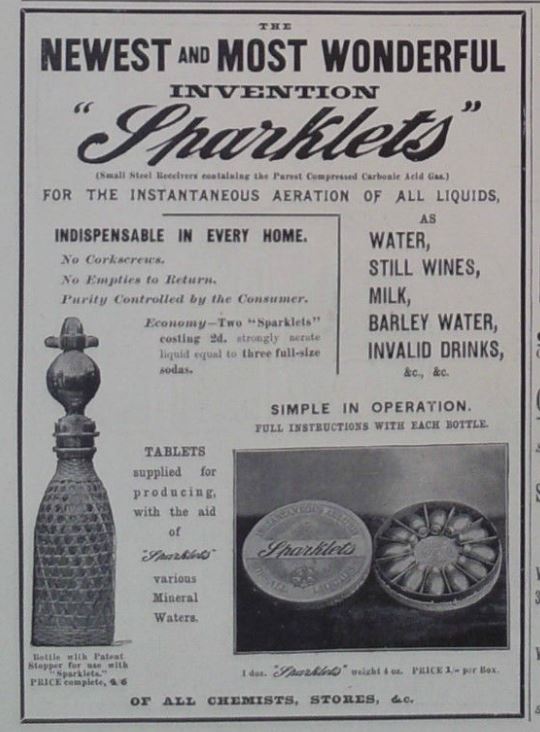 THE
NEWEST AND MOST WONDERFUL
INVENTION
"Sparklets"
(Small Steel Receivers containing the Purest Compressed Carbonic Acid Gas.)
FOR THE INSTANTANEOUS AERATION OF ALL LIQUIDS,
INDISPENSABLE IN EVERY HOME.
No Corkscrews.
No Empties to Return.
Purity Controlled by the Consumer.
Economy—Two "Sparklets"
costing 2d. strongly aerate
liquid equal to three full-size
sodas.
AS
WATER,
STILL WINES,
MILK,
BARLEY WATER,
INVALID DRINKS,
&c., &c.
SIMPLE IN OPERATION.
FULL INSTRUCTIONS WITH EACH BOTTLE.
TABLETS
supplied for
producing,
with the aid
of
"Sparklets"
various
Mineral
Waters.
Sparklets
Bottle with Patent
Stopper for use with
"Sparklets."
PRICE complete, 4/6
1 doz. "Sparklets" weight 4 oz. PRICE 1/- per Box.
OF ALL CHEMISTS, STORES, &c.